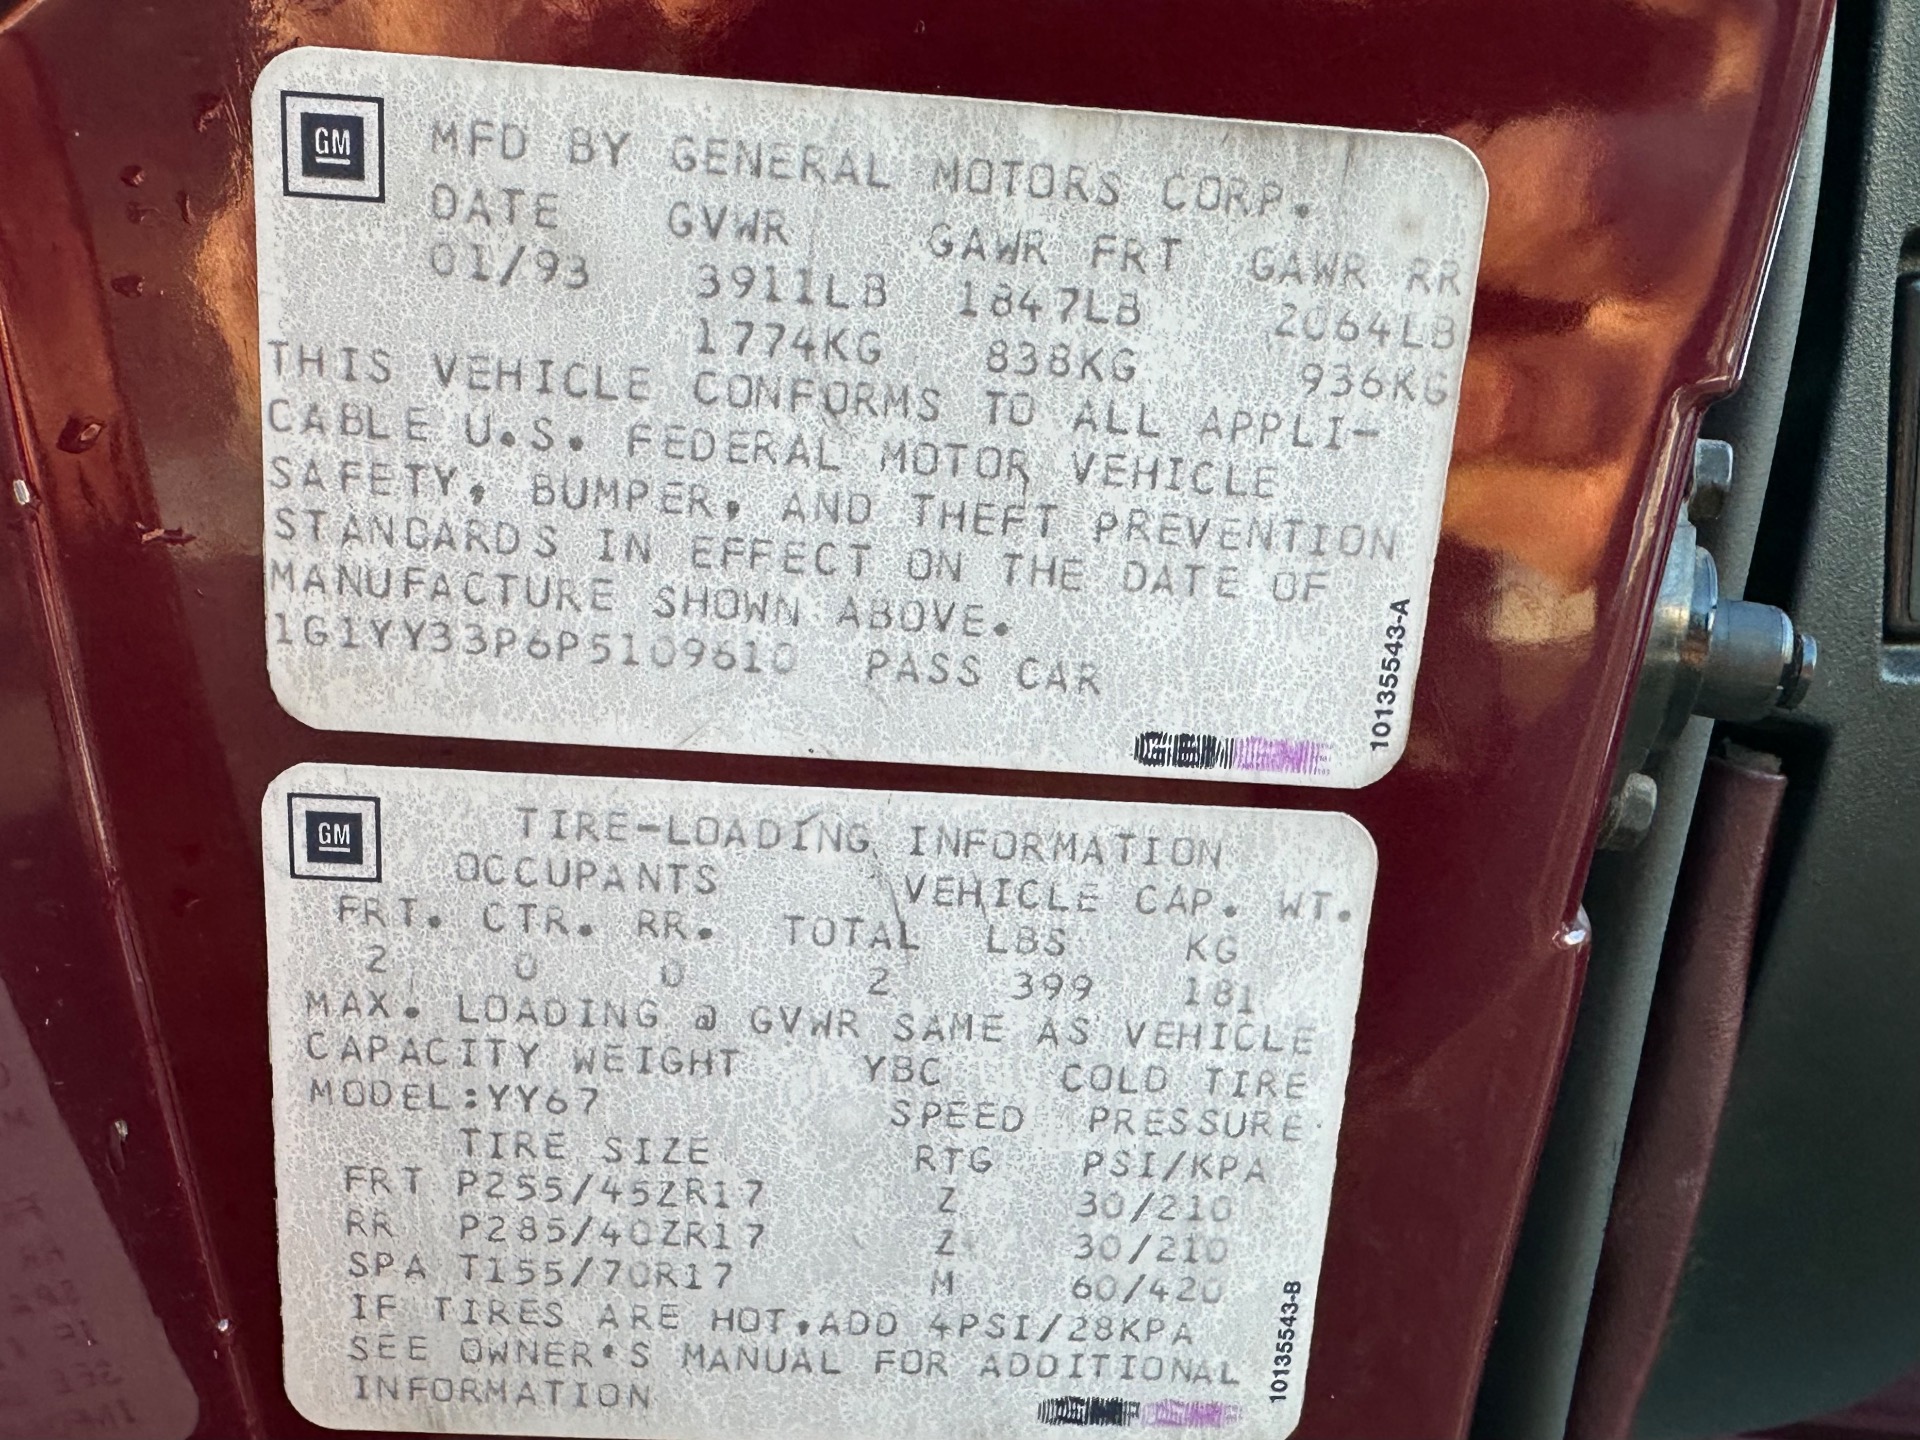 GM
MFD BY GENERAL MOTORS CORP.
DATE GVWR GAWR FRT GAWR RR
01/93 3911LB 1847LB 2064LB
1774KG 838KG 936KG
THIS VEHICLE CONFORMS TO ALL APPLI-
CABLE U.S. FEDERAL MOTOR VEHICLE
SAFETY, BUMPER, AND THEFT PREVENTION
STANDARDS IN EFFECT ON THE DATE OF
MANUFACTURE SHOWN ABOVE.
1G1YY33P6P5109610 PASS CAR
10135543-A
GM
TIRE-LOADING INFORMATION
OCCUPANTS VEHICLE CAP. WT.
FRT. CTR. RR. TOTAL LBS KG
2 0 0 2 399 181
MAX. LOADING @ GVWR SAME AS VEHICLE
CAPACITY WEIGHT YBC COLD TIRE
MODEL:YY67 SPEED PRESSURE
TIRE SIZE RTG PSI/KPA
FRT P255/45ZR17 Z 30/210
RR P285/40ZR17 Z 30/210
SPA T155/70R17 M 60/420
IF TIRES ARE HOT,ADD 4PSI/28KPA
SEE OWNER'S MANUAL FOR ADDITIONAL
INFORMATION
10135543-B